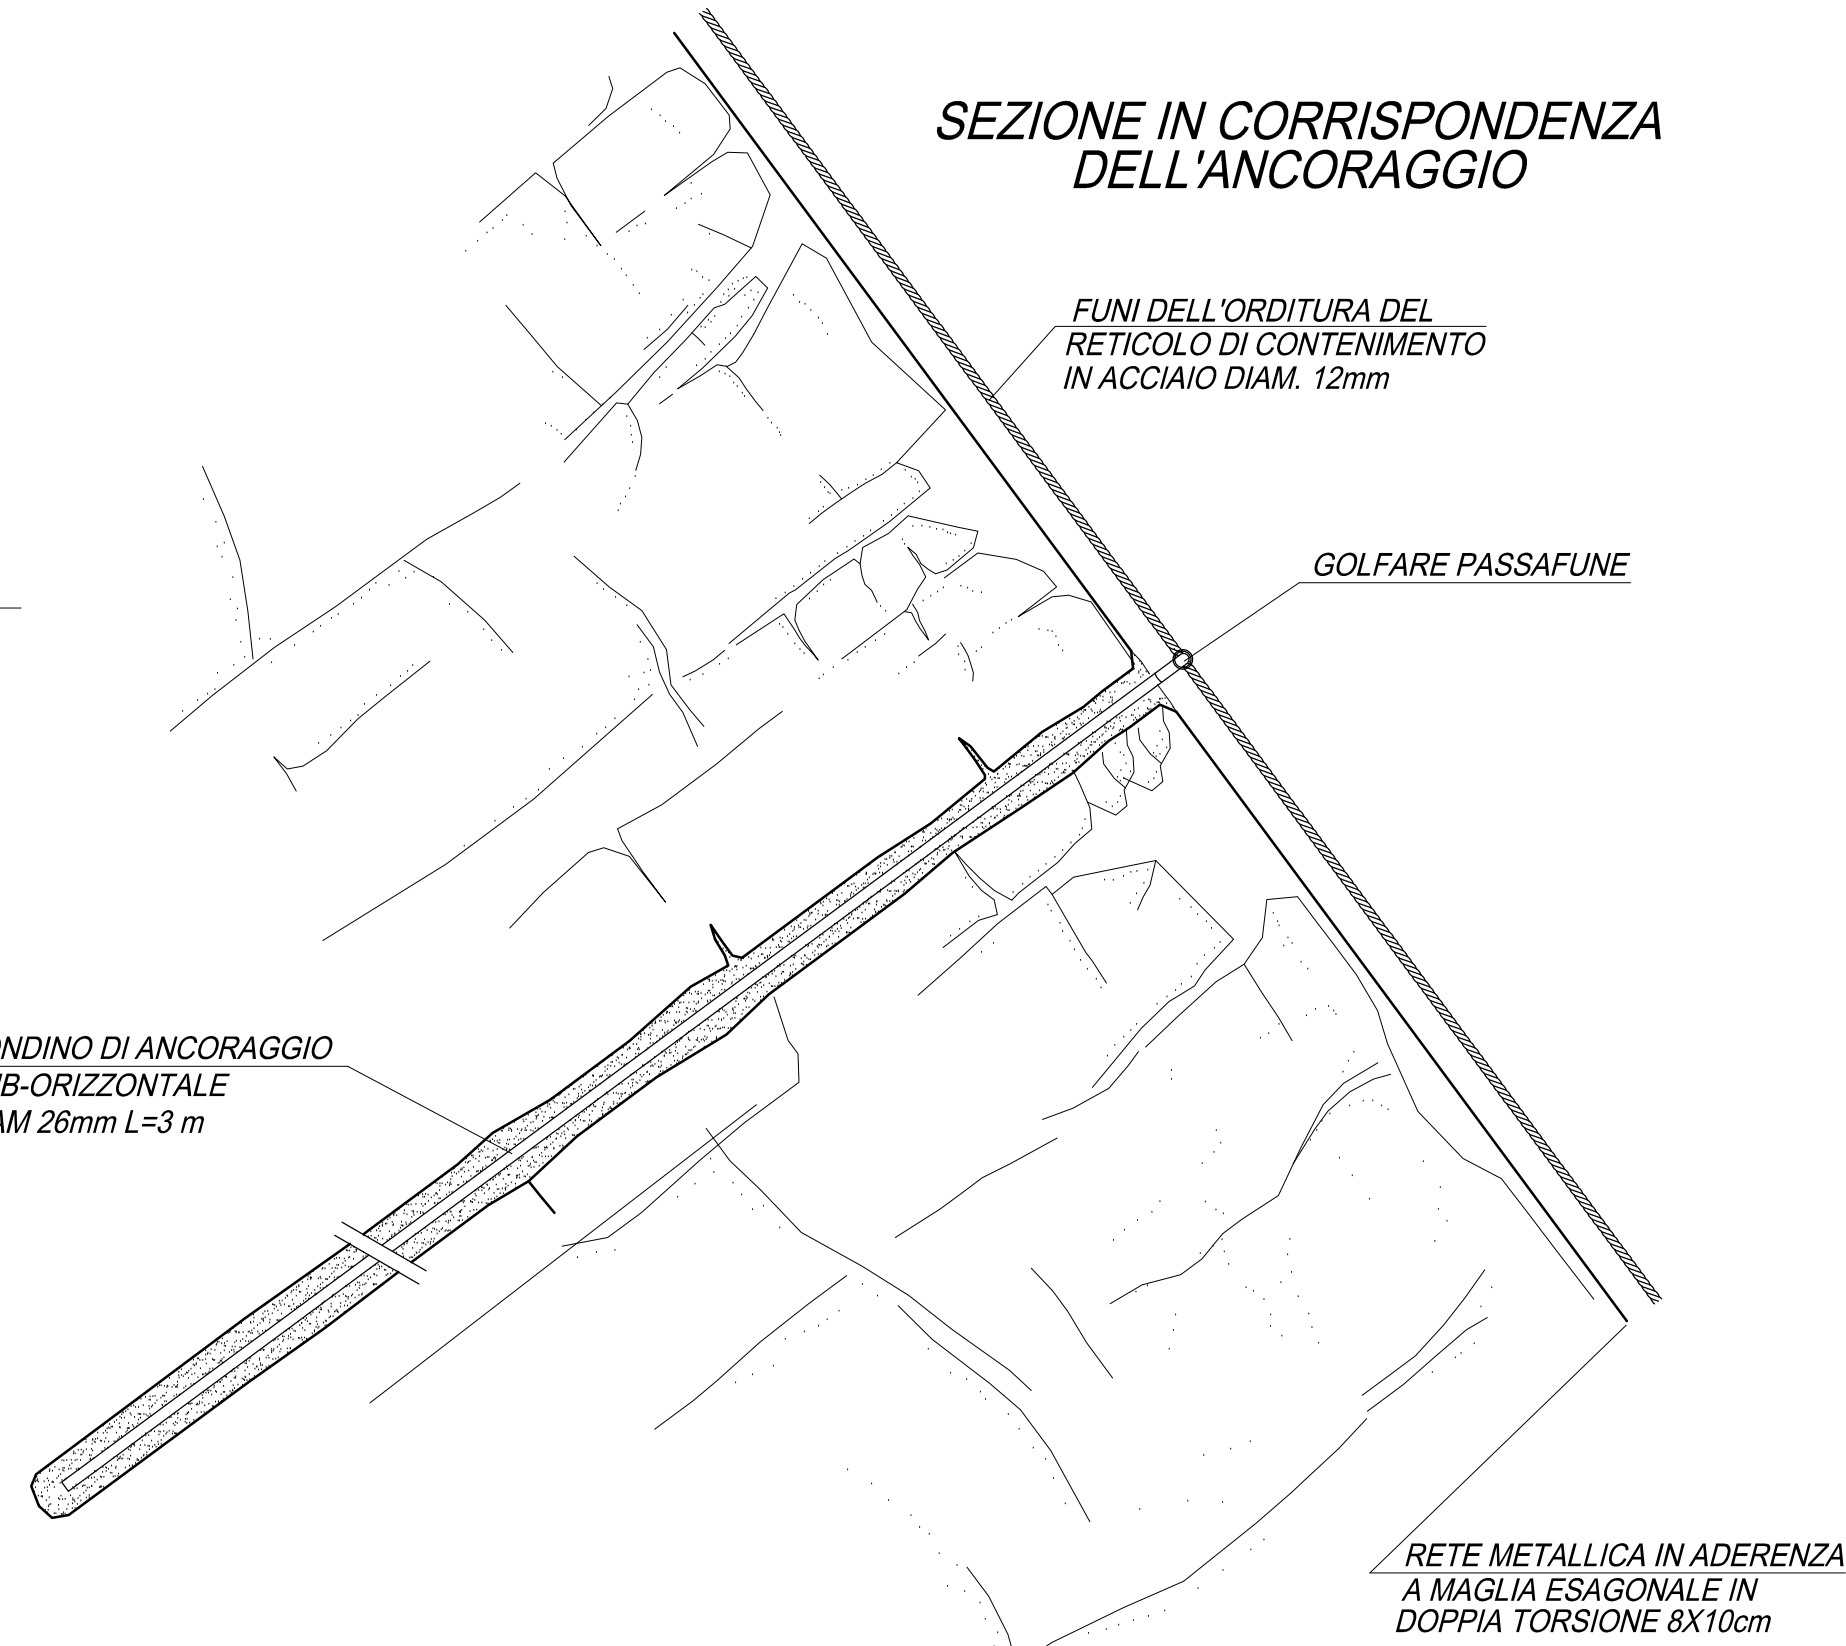 SEZIONE IN CORRISPONDENZA
DELL'ANCORAGGIO
FUNI DELL'ORDITURA DEL
RETICOLO DI CONTENIMENTO
IN ACCIAIO DIAM. 12mm
GOLFARE PASSAFUNE
ONDINO DI ANCORAGGIO
B-ORIZZONTALE
AM 26mm L=3 m
RETE METALLICA IN ADERENZA
A MAGLIA ESAGONALE IN
DOPPIA TORSIONE 8X10cm